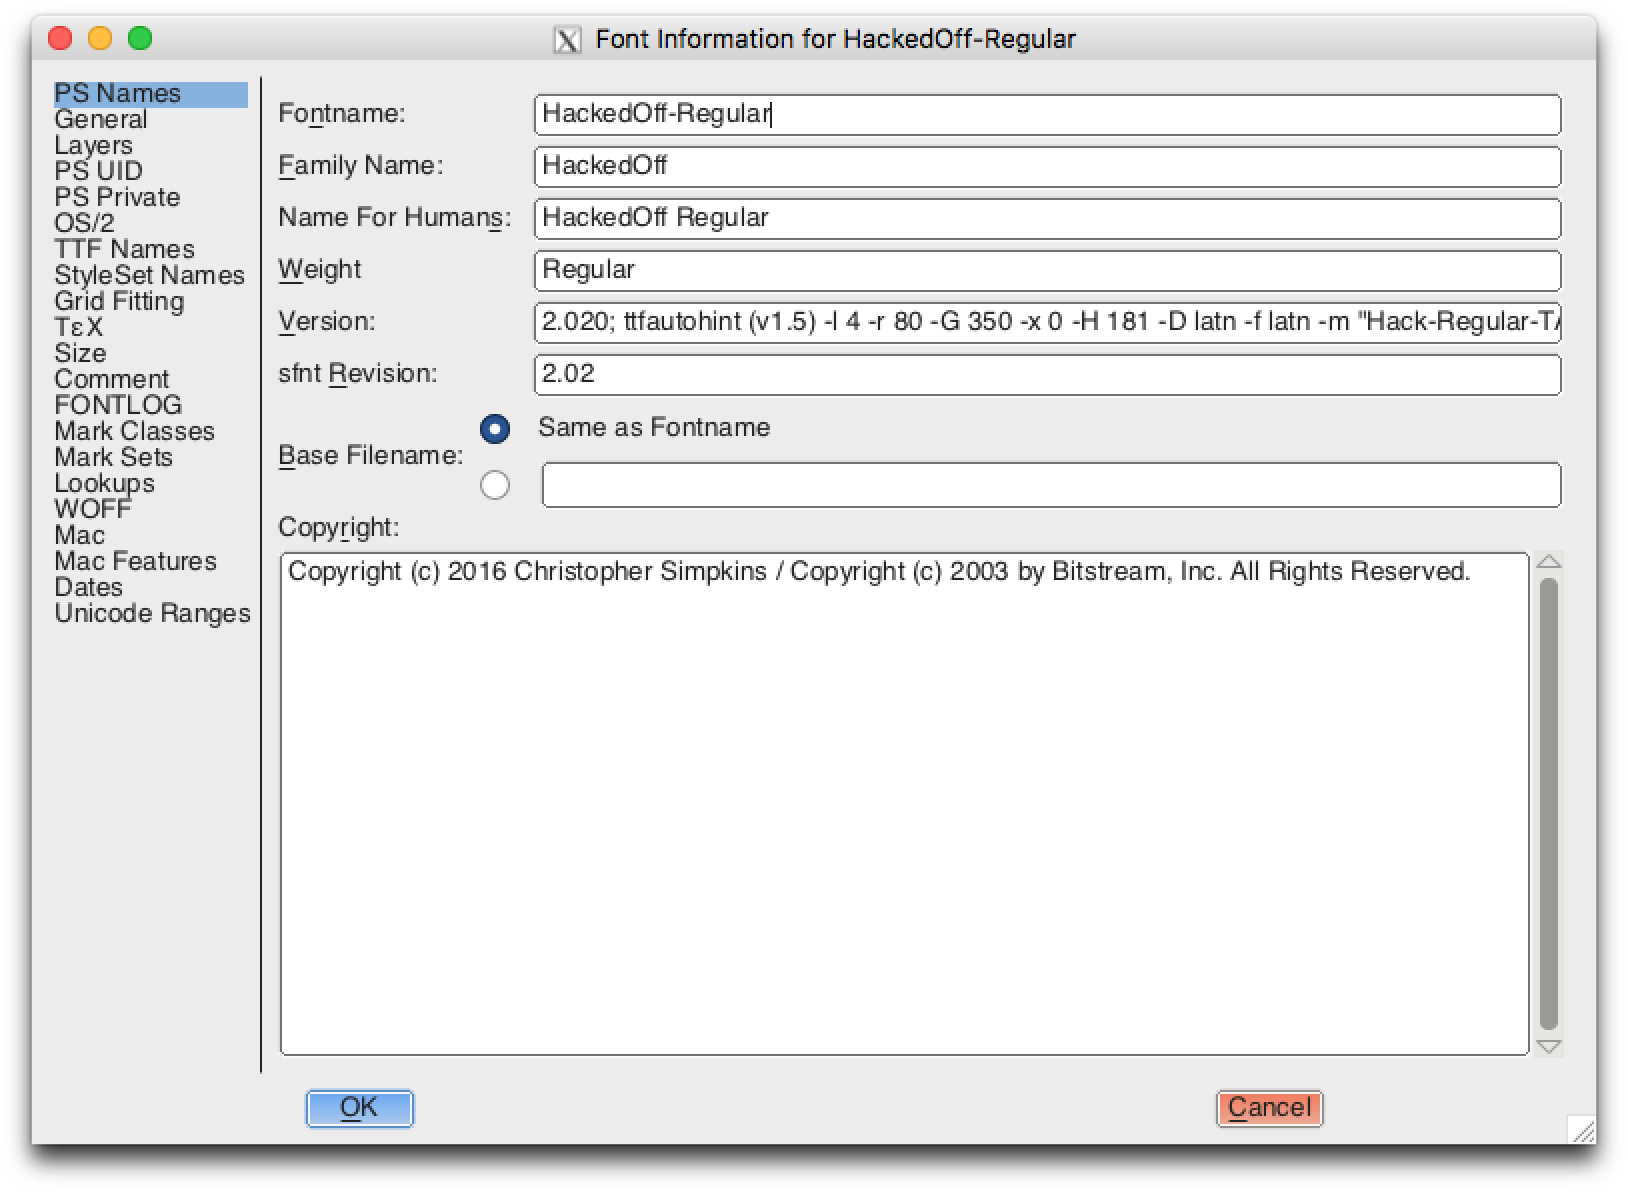 Font Information for HackedOff-Regular
PS Names
General
Layers
PS UID
PS Private
OS/2
TTF Names
StyleSet Names
Grid Fitting
TεX
Size
Comment
FONTLOG
Mark Classes
Mark Sets
Lookups
WOFF
Mac
Mac Features
Dates
Unicode Ranges
Fontname: HackedOff-Regular
Family Name: HackedOff
Name For Humans: HackedOff Regular
Weight Regular
Version: 2.020; ttfautohint (v1.5) -l 4 -r 80 -G 350 -x 0 -H 181 -D latn -f latn -m "Hack-Regular-TA
sfnt Revision: 2.02
Base Filename: Same as Fontname
Copyright:
Copyright (c) 2016 Christopher Simpkins / Copyright (c) 2003 by Bitstream, Inc. All Rights Reserved.
OK Cancel